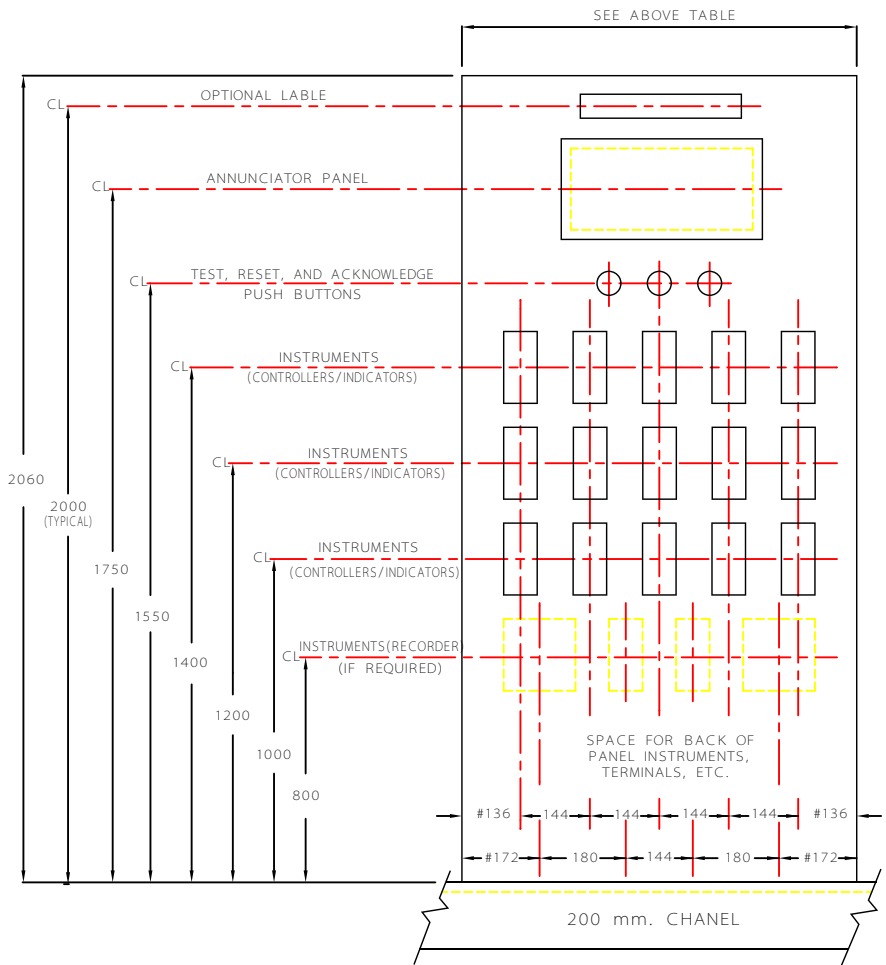 SEE ABOVE TABLE
CL
OPTIONAL LABLE
CL
ANNUNCIATOR PANEL
CL
TEST, RESET, AND ACKNOWLEDGE
PUSH BUTTONS
CL
INSTRUMENTS
(CONTROLLERS/INDICATORS)
CL
INSTRUMENTS
(CONTROLLERS/INDICATORS)
CL
INSTRUMENTS
(CONTROLLERS/INDICATORS)
CL
INSTRUMENTS(RECORDER)
(IF REQUIRED)
2060
2000
(TYPICAL)
1750
1550
1400
1200
1000
800
SPACE FOR BACK OF
PANEL INSTRUMENTS,
TERMINALS, ETC.
#136 144 144 144 144 #136
#172 180 144 180 #172
200 mm. CHANEL